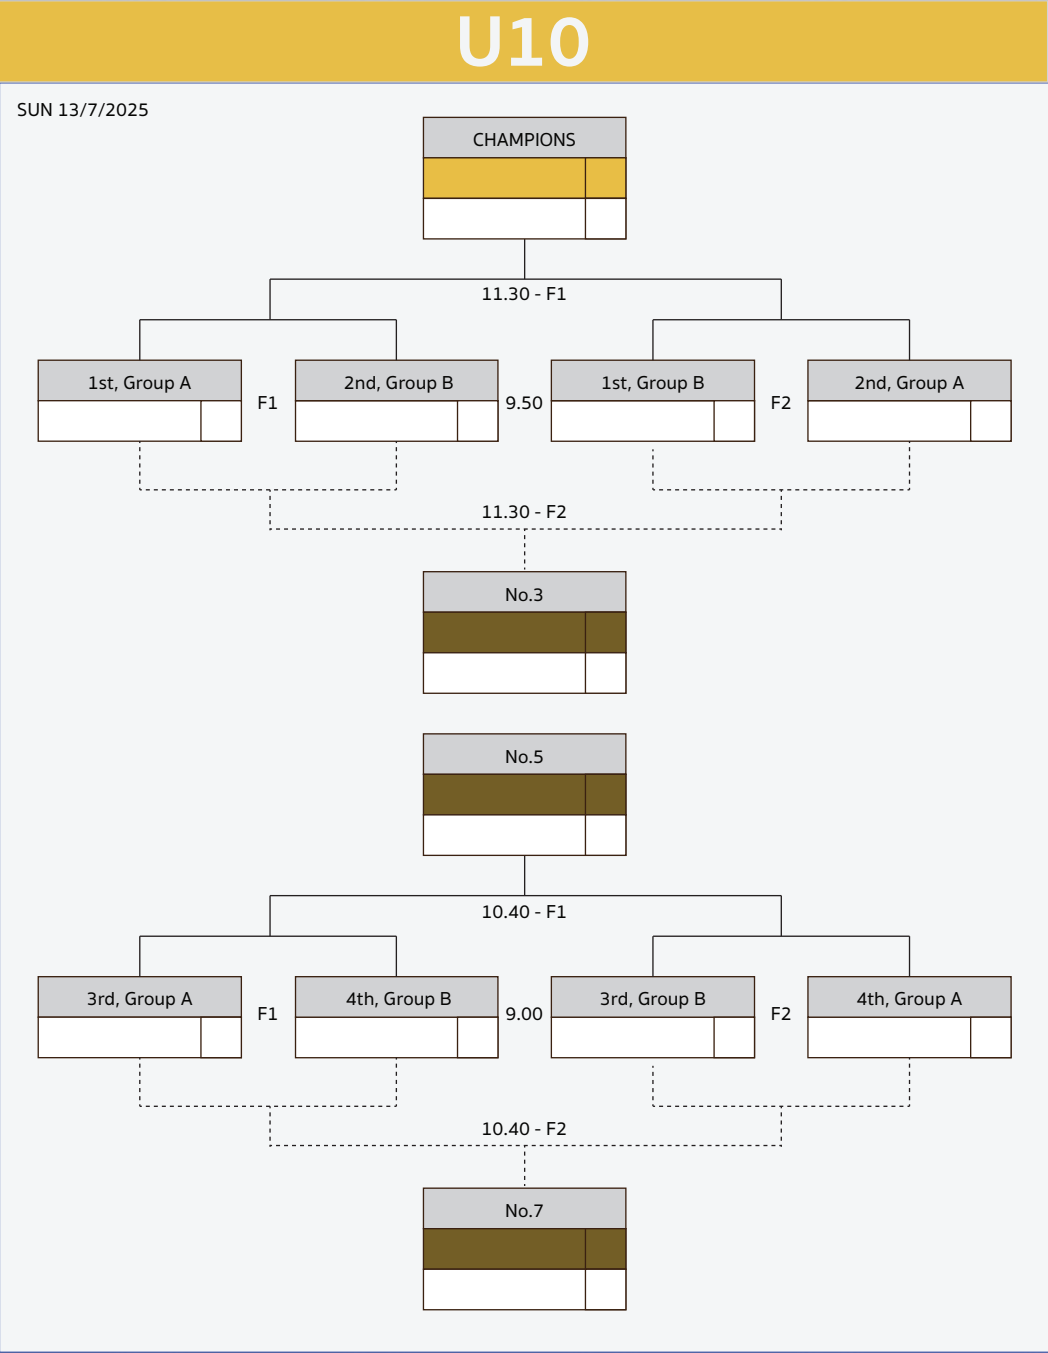 U10
SUN 13/7/2025
CHAMPIONS
11.30 - F1
1st, Group A
F1
2nd, Group B
9.50
1st, Group B
F2
2nd, Group A
11.30 - F2
No.3
No.5
10.40 - F1
3rd, Group A
F1
4th, Group B
9.00
3rd, Group B
F2
4th, Group A
10.40 - F2
No.7